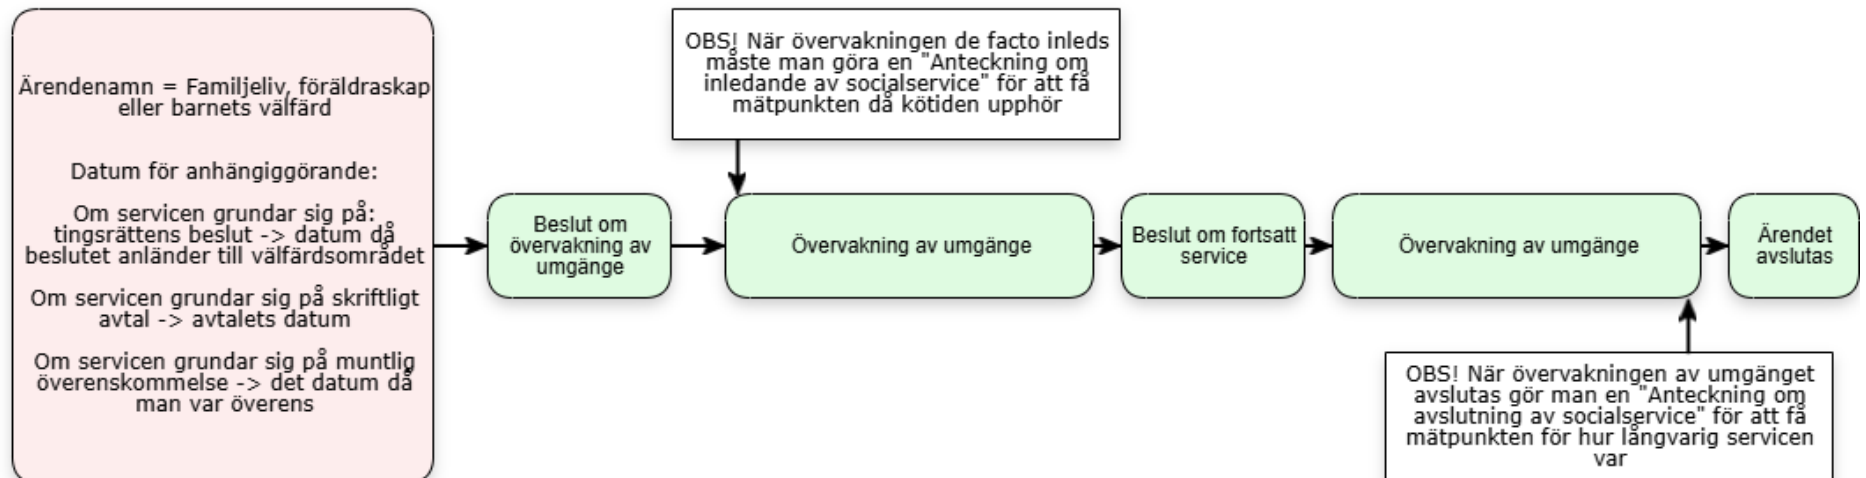 Ärendenamn = Familjeliv, föräldraskap
eller barnets välfärd
Datum för anhängiggörande:
Om servicen grundar sig på:
tingsrättens beslut -> datum då
beslutet anländer till välfärdsområdet
Om servicen grundar sig på skriftligt
avtal -> avtalets datum
Om servicen grundar sig på muntlig
överenskommelse -> det datum då
man var överens
Beslut om
övervakning av
umgänge
OBS! När övervakningen de facto inleds
måste man göra en "Anteckning om
inledande av socialservice" för att få
mätpunkten då kötiden upphör
Övervakning av umgänge
Beslut om fortsatt
service
Övervakning av umgänge
OBS! När övervakningen av umgänget
avslutas gör man en "Anteckning om
avslutning av socialservice" för att få
mätpunkten för hur långvarig servicen
var
Ärendet
avslutas